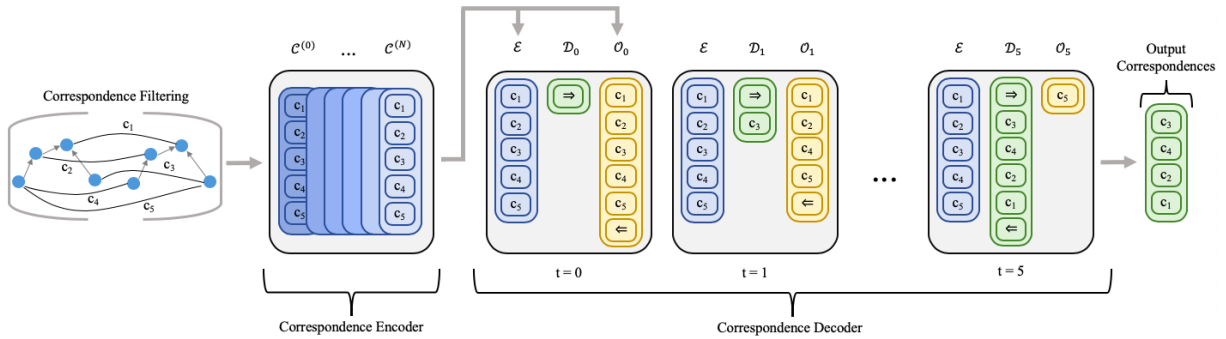 Correspondence Filtering
c₁
c₂
c₃
c₄
c₅
𝒞⁽⁰⁾ ... 𝒞⁽ᴺ⁾
c₁ c₁
c₂ c₂
c₃ c₃
c₄ c₄
c₅ c₅
Correspondence Encoder
ℰ 𝒟₀ 𝒪₀
c₁ ⇒ c₁
c₂ c₂
c₃ c₃
c₄ c₄
c₅ c₅
⇐
t = 0
ℰ 𝒟₁ 𝒪₁
c₁ ⇒ c₁
c₂ c₃ c₂
c₃ c₄
c₄ c₅
c₅ ⇐
t = 1
...
ℰ 𝒟₅ 𝒪₅
c₁ ⇒ c₅
c₂ c₃
c₃ c₄
c₄ c₂
c₅ c₁
⇐
t = 5
Correspondence Decoder
Output
Correspondences
c₃
c₄
c₂
c₁